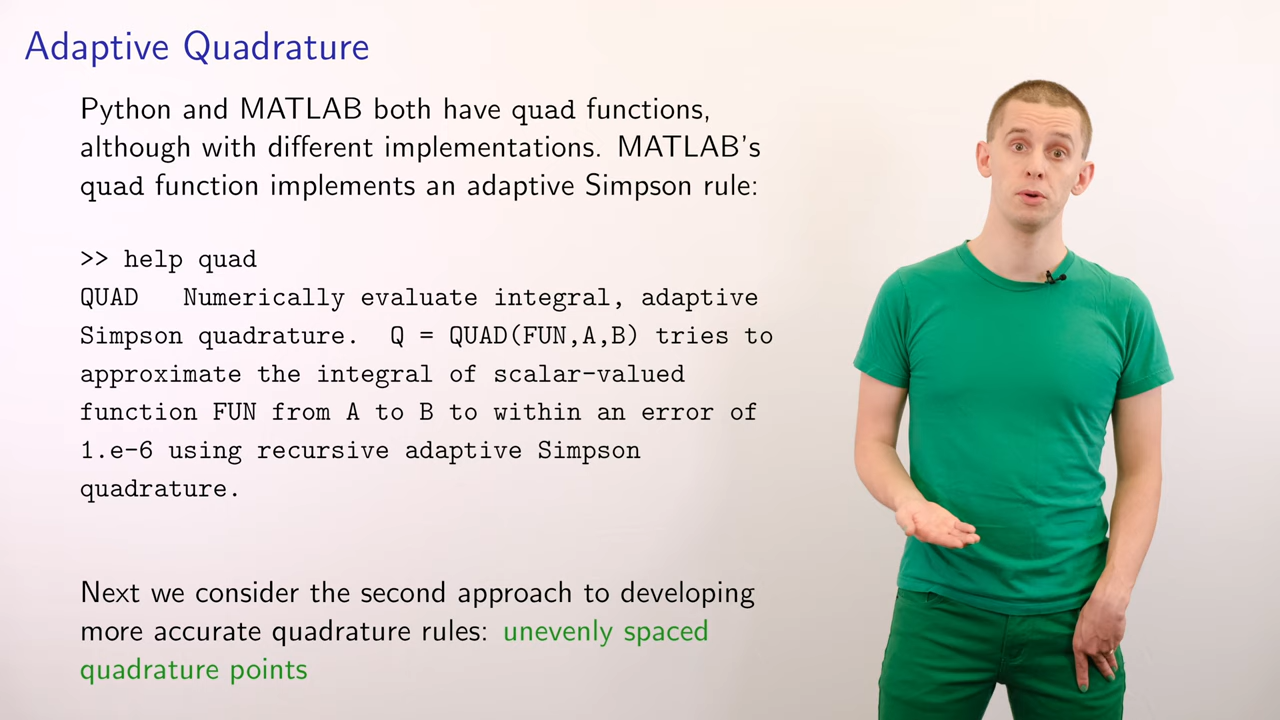 Adaptive Quadrature
Python and MATLAB both have quad functions,
although with different implementations. MATLAB's
quad function implements an adaptive Simpson rule:
>> help quad
QUAD Numerically evaluate integral, adaptive
Simpson quadrature. Q = QUAD(FUN,A,B) tries to
approximate the integral of scalar-valued
function FUN from A to B to within an error of
1.e-6 using recursive adaptive Simpson
quadrature.
Next we consider the second approach to developing
more accurate quadrature rules: unevenly spaced
quadrature points